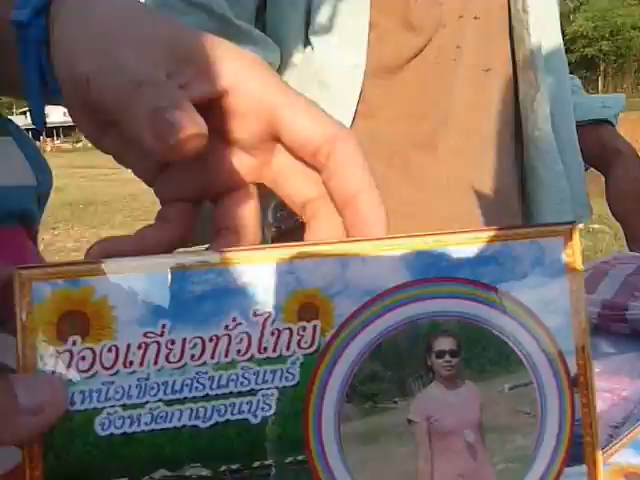 ท่องเที่ยวทั่วไทย
เหนือเขื่อนศรีนครินทร์
จังหวัดกาญจนบุรี